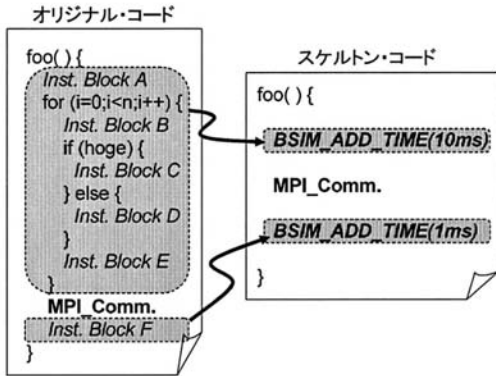 オリジナル・コード
foo( ) {
Inst. Block A
for (i=0;i<n;i++) {
Inst. Block B
if (hoge) {
Inst. Block C
} else {
Inst. Block D
}
Inst. Block E
}
MPI_Comm.
Inst. Block F
}
スケルトン・コード
foo( ) {
BSIM_ADD_TIME(10ms)
MPI_Comm.
BSIM_ADD_TIME(1ms)
}